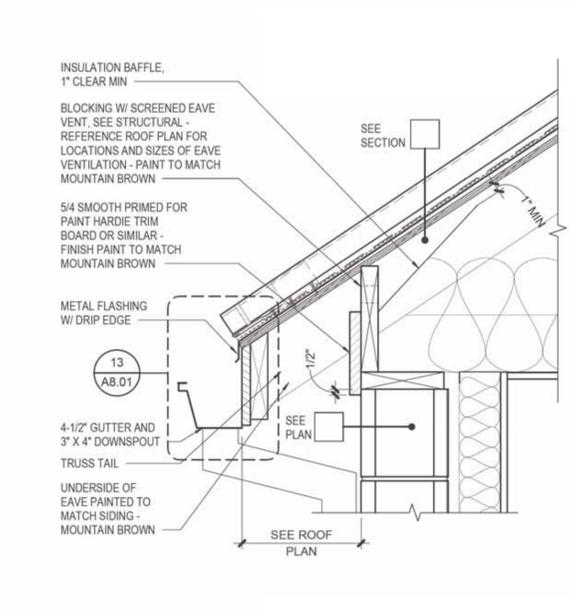 INSULATION BAFFLE,
1" CLEAR MIN
BLOCKING W/ SCREENED EAVE
VENT, SEE STRUCTURAL -
REFERENCE ROOF PLAN FOR
LOCATIONS AND SIZES OF EAVE
VENTILATION - PAINT TO MATCH
MOUNTAIN BROWN
5/4 SMOOTH PRIMED FOR
PAINT HARDIE TRIM
BOARD OR SIMILAR -
FINISH PAINT TO MATCH
MOUNTAIN BROWN
METAL FLASHING
W/ DRIP EDGE
13
A8.01
4-1/2" GUTTER AND
3" X 4" DOWNSPOUT
TRUSS TAIL
UNDERSIDE OF
EAVE PAINTED TO
MATCH SIDING -
MOUNTAIN BROWN
SEE
SECTION
1" MIN
1/2"
SEE
PLAN
SEE ROOF
PLAN